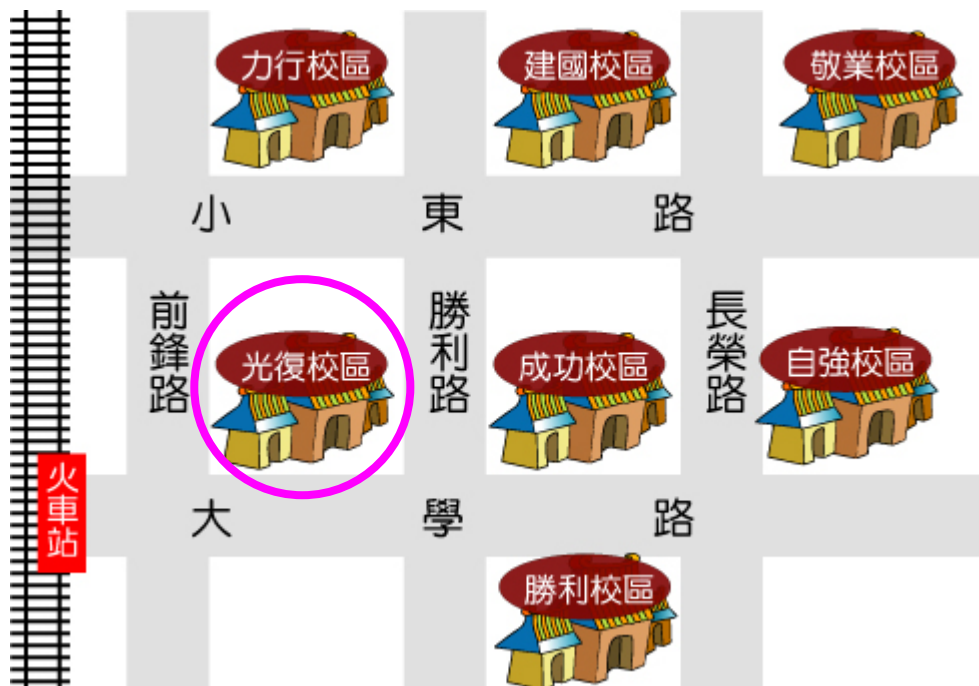 力行校區
建國校區
敬業校區
小東路
前鋒路
勝利路
長榮路
光復校區
成功校區
自強校區
火車站
大學路
勝利校區